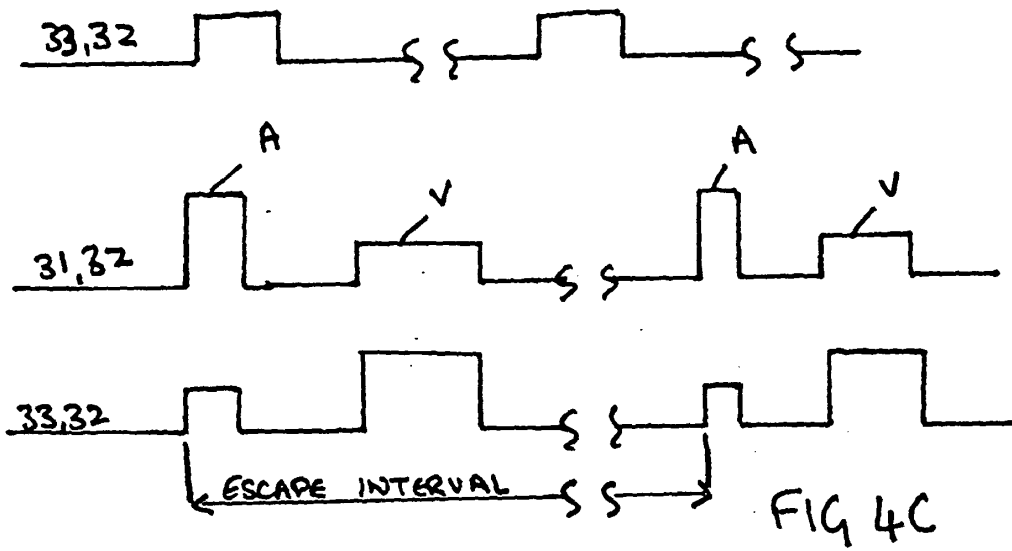 33,32
A
A
V
V
31,32
33,32
ESCAPE INTERVAL
FIG 4C